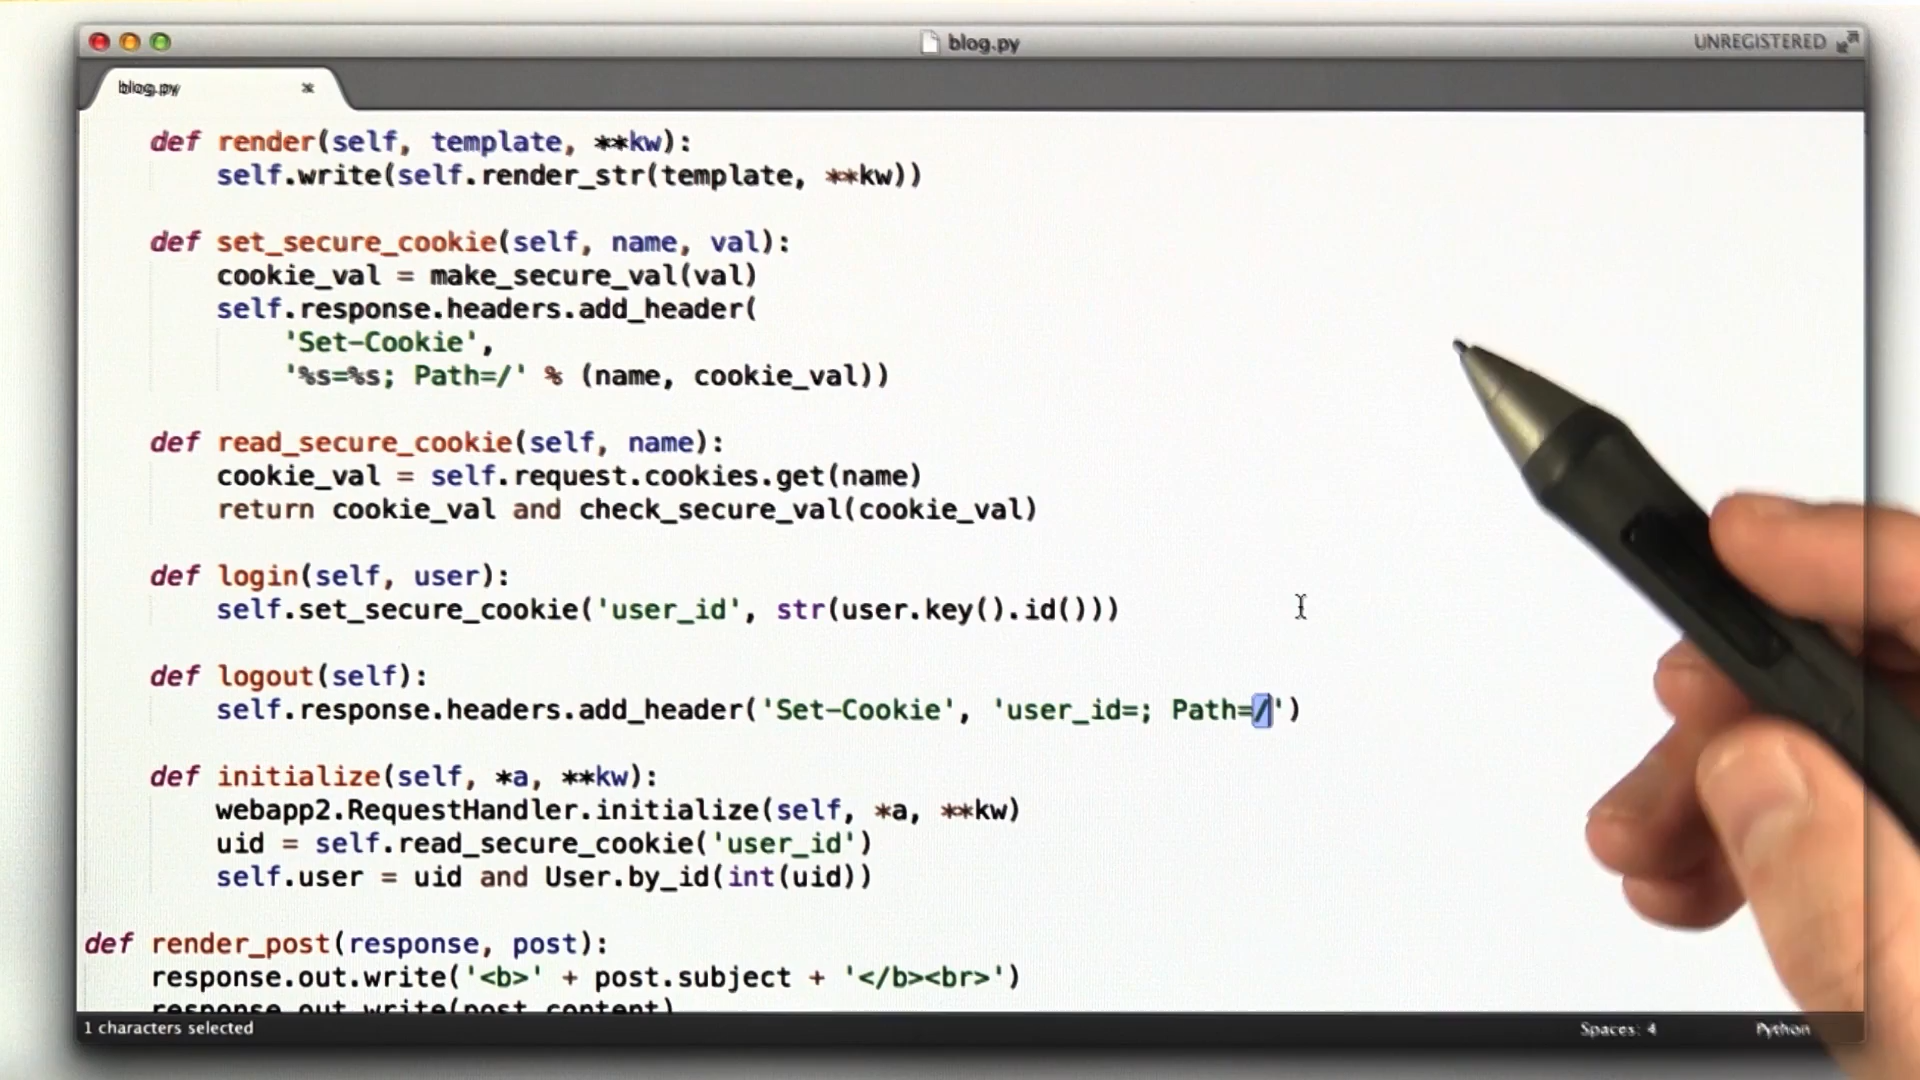 blog.py
UNREGISTERED
blog.py
def render(self, template, **kw):
self.write(self.render_str(template, **kw))
def set_secure_cookie(self, name, val):
cookie_val = make_secure_val(val)
self.response.headers.add_header(
'Set-Cookie',
'%s=%s; Path=/' % (name, cookie_val))
def read_secure_cookie(self, name):
cookie_val = self.request.cookies.get(name)
return cookie_val and check_secure_val(cookie_val)
def login(self, user):
self.set_secure_cookie('user_id', str(user.key().id()))
def logout(self):
self.response.headers.add_header('Set-Cookie', 'user_id=; Path=/')
def initialize(self, *a, **kw):
webapp2.RequestHandler.initialize(self, *a, **kw)
uid = self.read_secure_cookie('user_id')
self.user = uid and User.by_id(int(uid))
def render_post(response, post):
response.out.write('<b>' + post.subject + '</b><br>')
response.out.write(post.content)
1 characters selected
Spaces: 4
Python